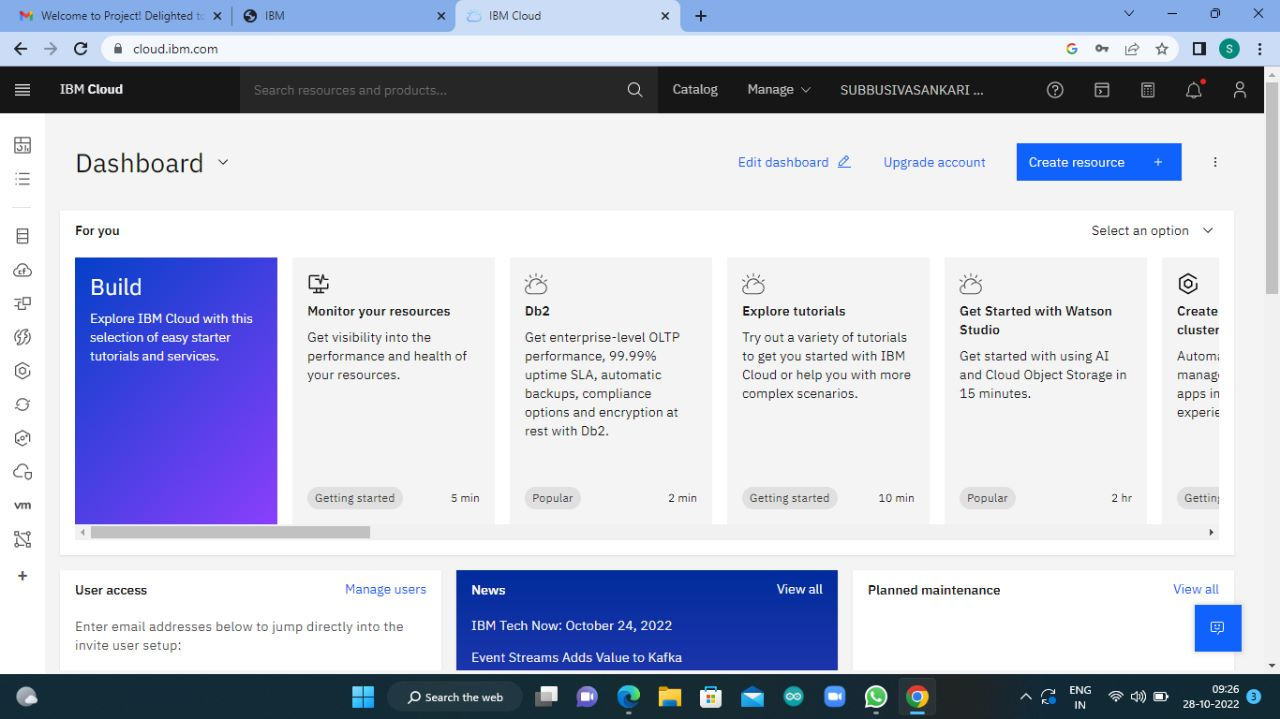 Welcome to Project! Delighted to
IBM
IBM Cloud
cloud.ibm.com
S
IBM Cloud
Search resources and products...
Catalog
Manage
SUBBUSIVASANKARI ...
Dashboard
Edit dashboard
Upgrade account
Create resource +
For you
Select an option
Build
Explore IBM Cloud with this
selection of easy starter
tutorials and services.
Monitor your resources
Get visibility into the
performance and health of
your resources.
Getting started
5 min
Db2
Get enterprise-level OLTP
performance, 99.99%
uptime SLA, automatic
backups, compliance
options and encryption at
rest with Db2.
Popular
2 min
Explore tutorials
Try out a variety of tutorials
to get you started with IBM
Cloud or help you with more
complex scenarios.
Getting started
10 min
Get Started with Watson
Studio
Get started with using AI
and Cloud Object Storage in
15 minutes.
Popular
2 hr
Create
cluster
apps in
vm
User access
Manage users
Enter email addresses below to jump directly into the
invite user setup:
News
View all
IBM Tech Now: October 24, 2022
Event Streams Adds Value to Kafka
Planned maintenance
View all
Search the web
ENG
IN
09:26
28-10-2022
3